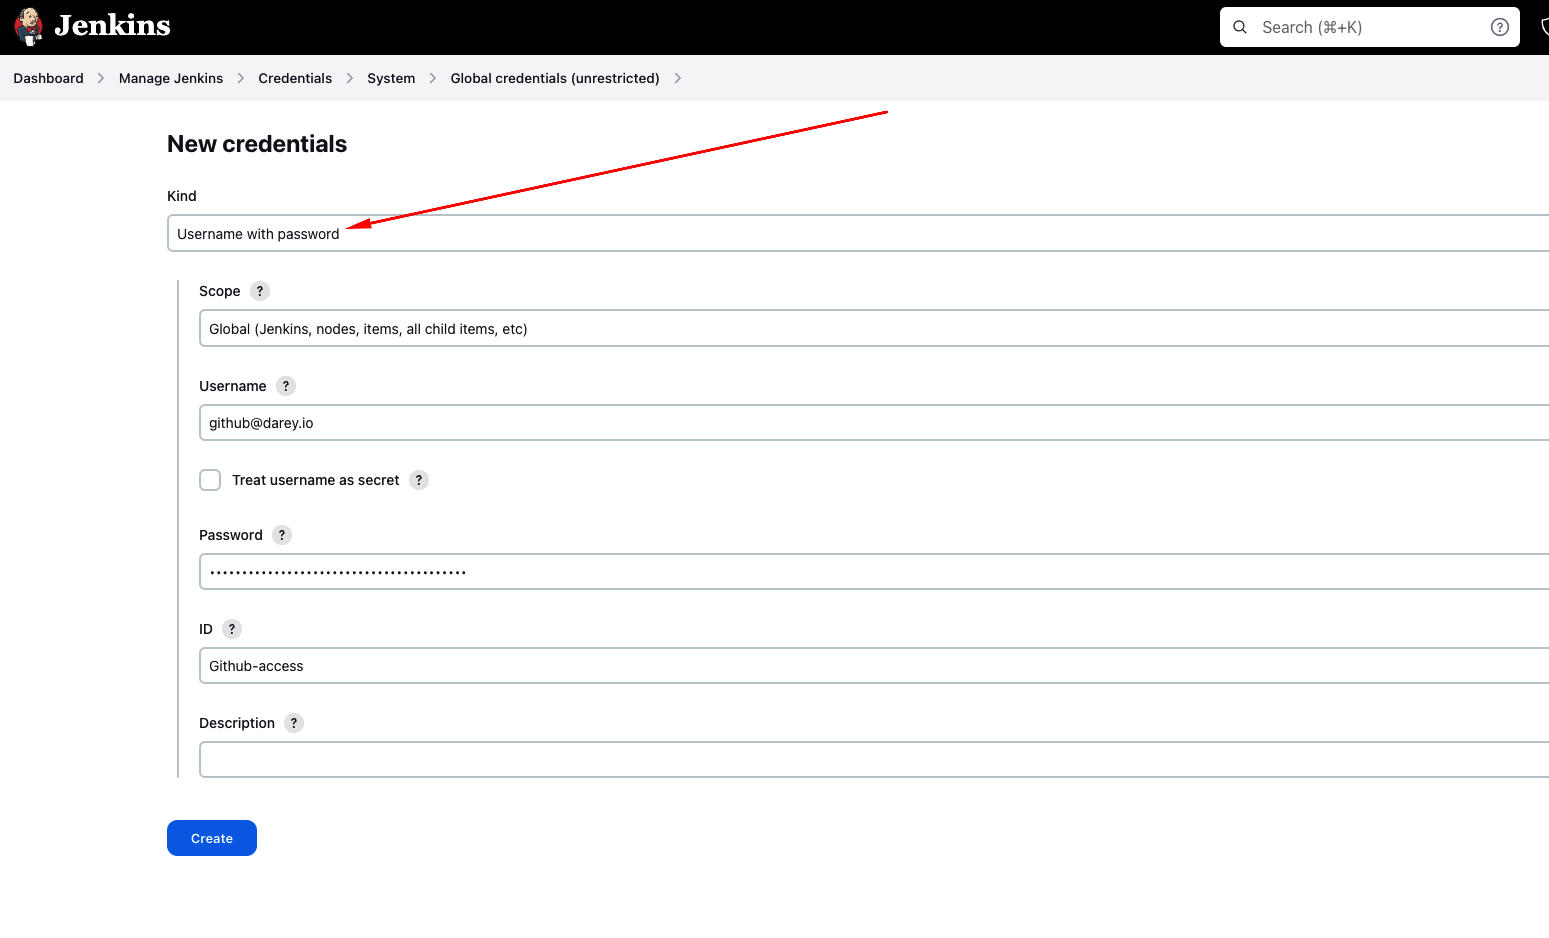 Jenkins
Search (⌘+K)
Dashboard > Manage Jenkins > Credentials > System > Global credentials (unrestricted) >
New credentials
Kind
Username with password
Scope ?
Global (Jenkins, nodes, items, all child items, etc)
Username ?
github@darey.io
Treat username as secret ?
Password ?
••••••••••••••••••••••••••••••••••••••••
ID ?
Github-access
Description ?
Create